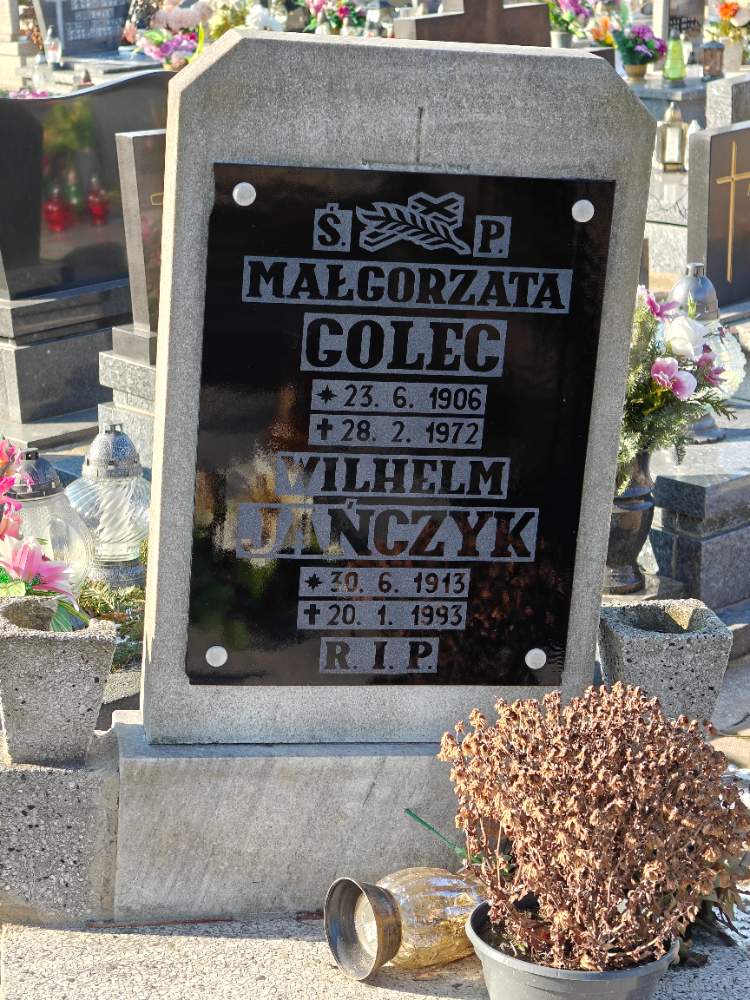 Ś. P.
MAŁGORZATA
GOLEC
✷ 23. 6. 1906
✝ 28. 2. 1972
WILHELM
JAŃCZYK
✷ 30. 6. 1913
✝ 20. 1. 1993
R. I. P.